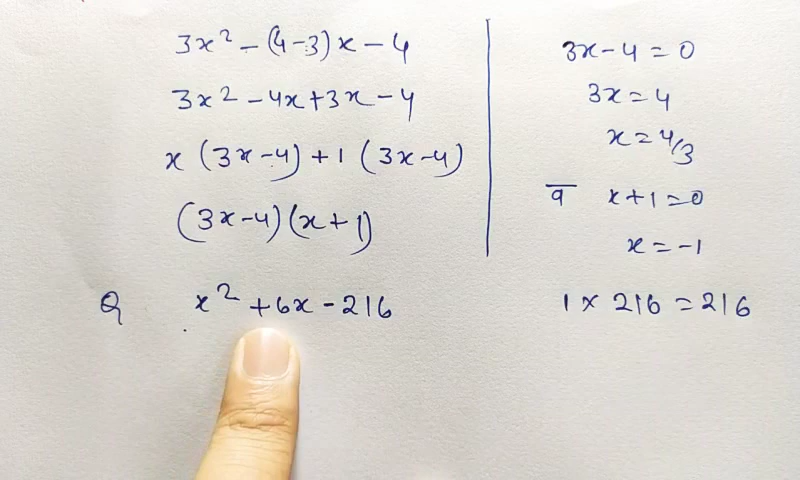 3x² - (4-3)x - 4
3x² - 4x + 3x - 4
x (3x-4) + 1 (3x-4)
(3x-4)(x+1)
3x - 4 = 0
3x = 4
x = 4/3
व x + 1 = 0
x = -1
Q x² + 6x - 216
1 × 216 = 216